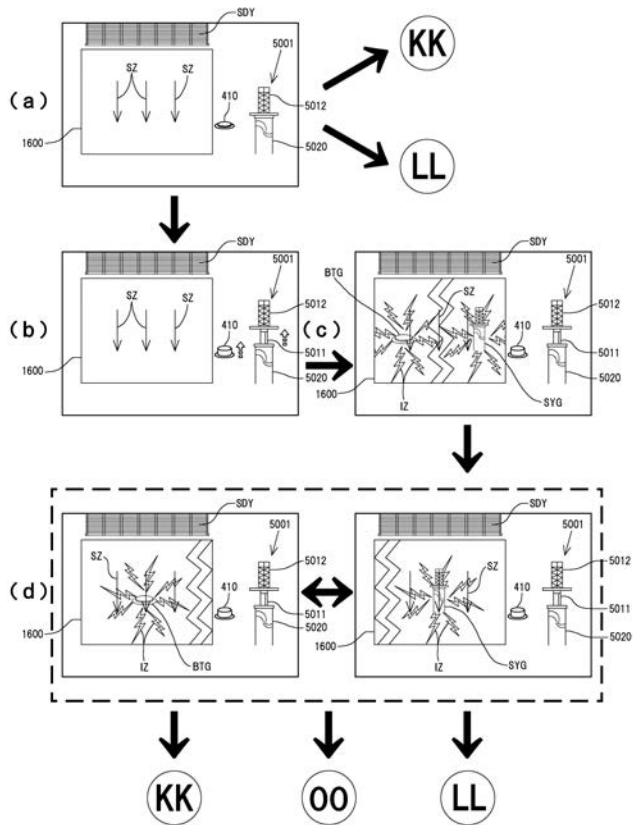 SDY
5001
KK
SZ
SZ
5012
410
(a)
1600
5020
LL
SDY
SDY
5001
BTG
SZ
5001
SZ
SZ
5012
410
5012
410
(b)
(c)
5011
5011
1600
5020
5020
1600
IZ
SYG
SDY
SDY
5001
5001
SZ
5012
SZ
5012
410
410
(d)
5011
5011
5020
5020
1600
1600
IZ
BTG
IZ
SYG
KK
OO
LL